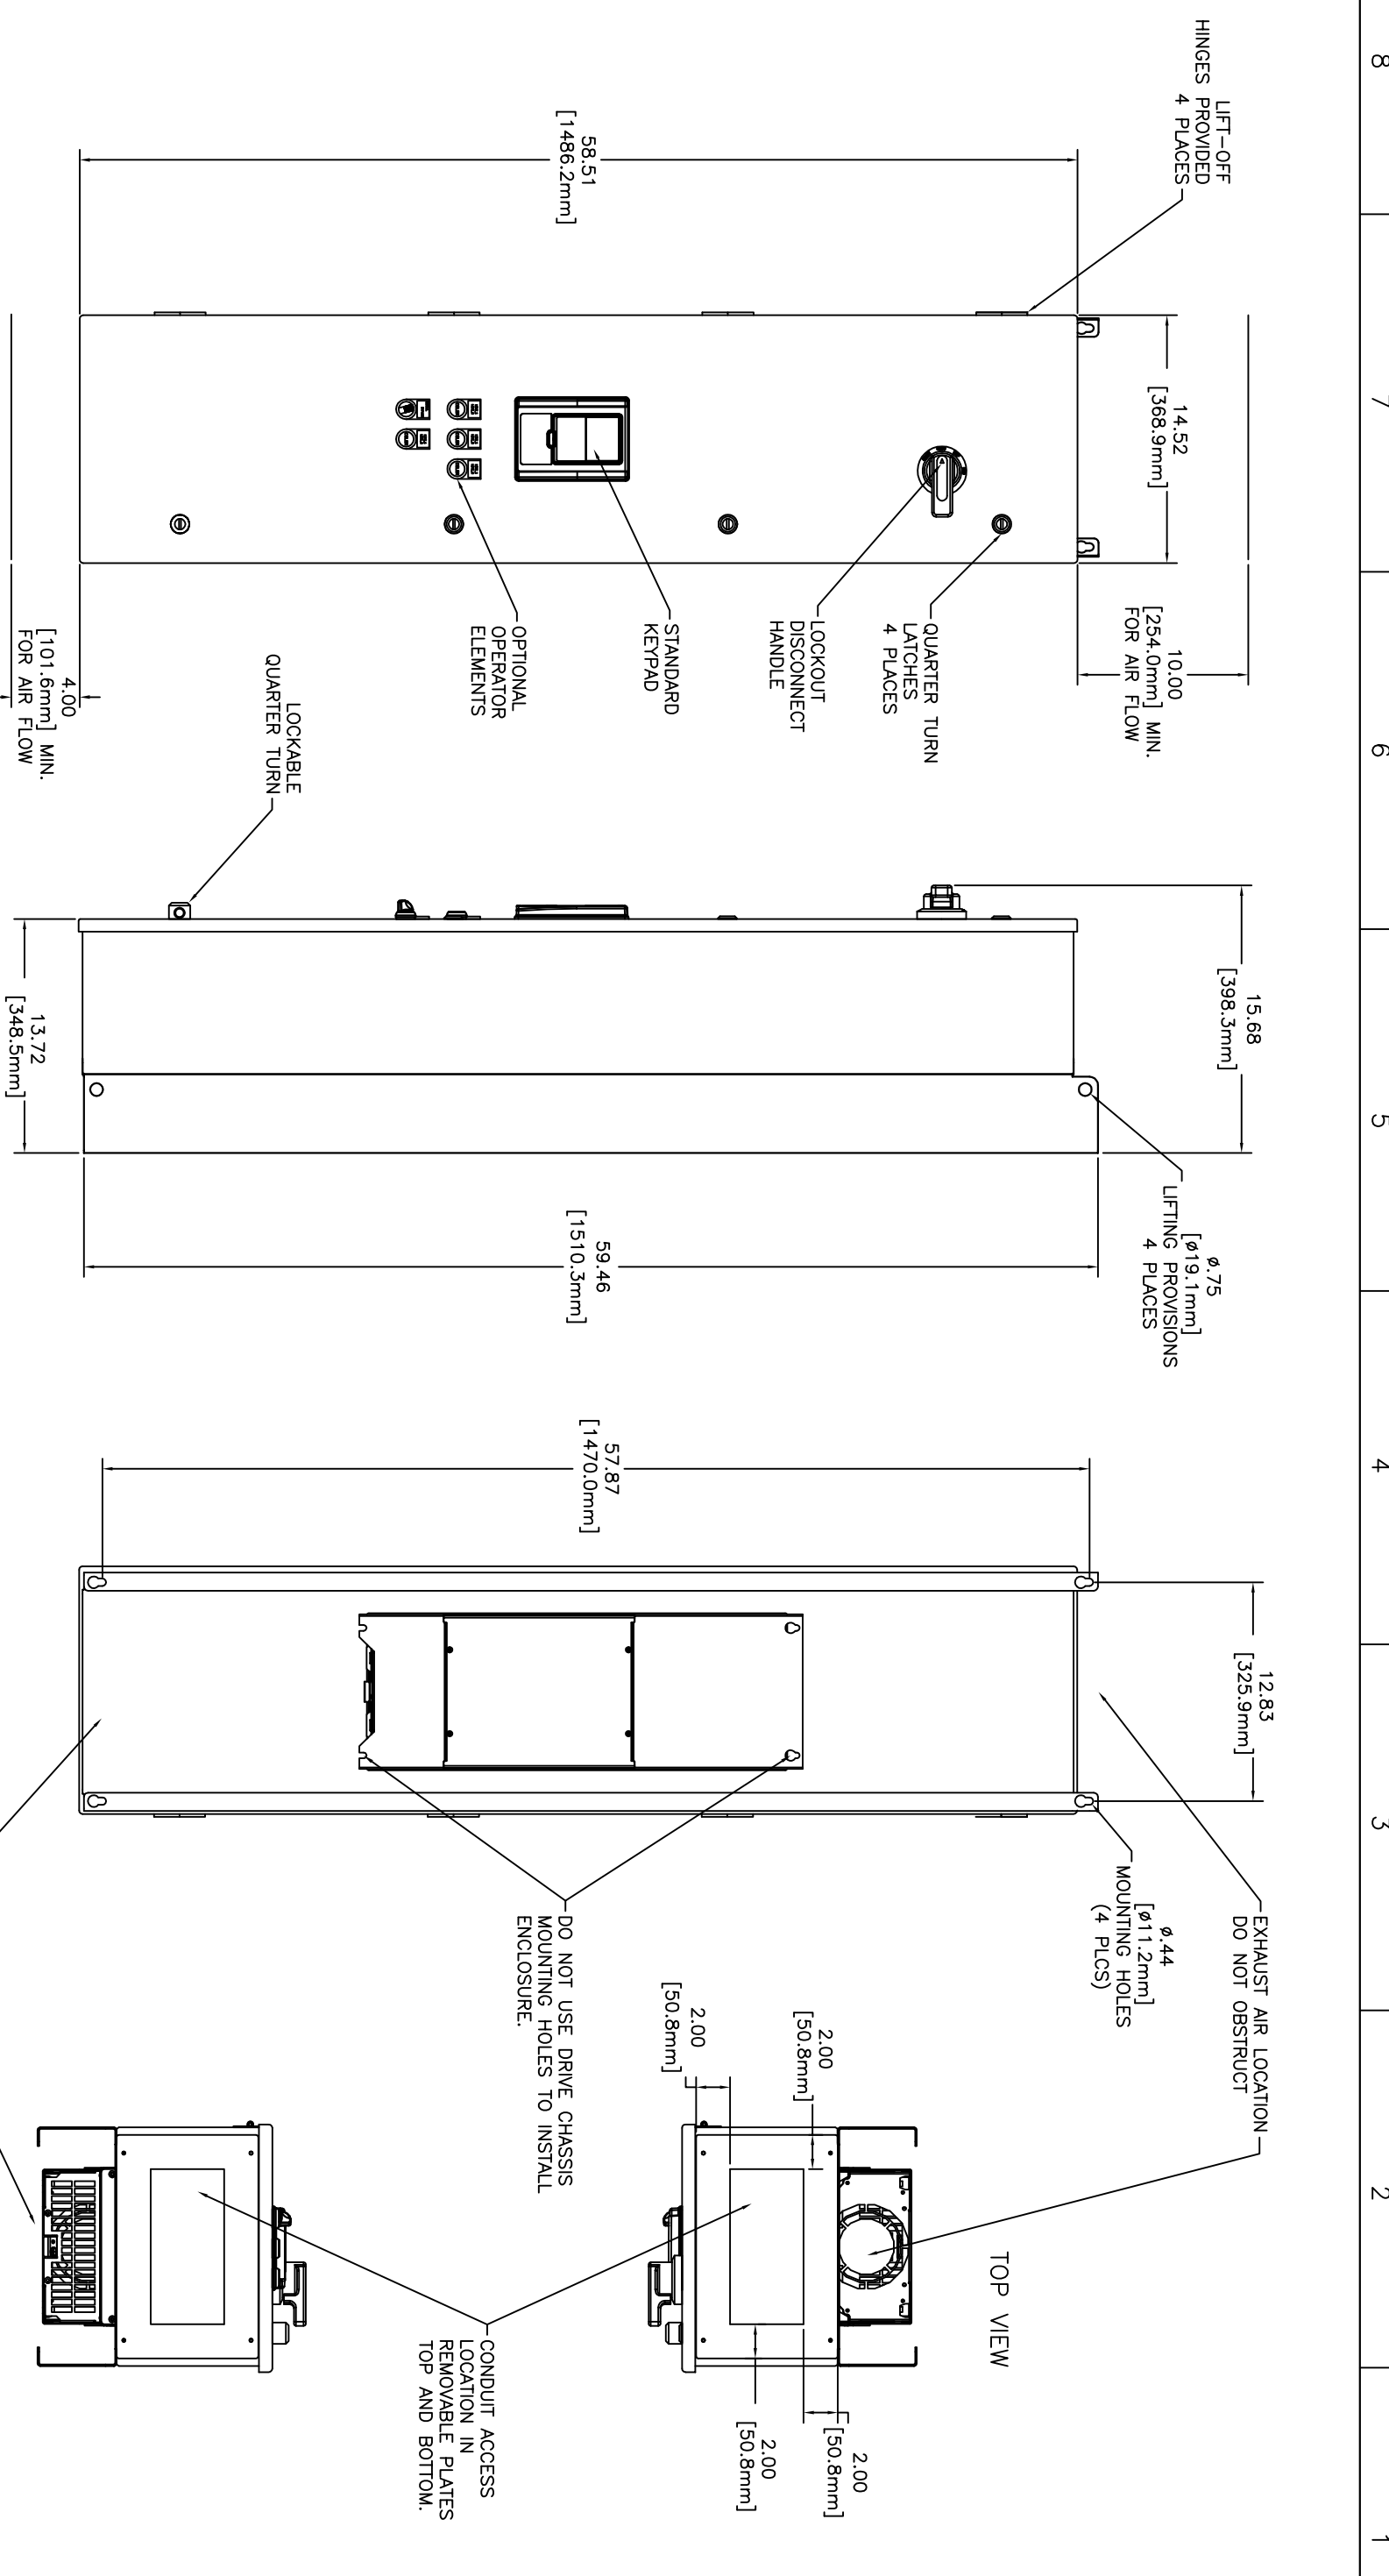 8
7
6
5
4
3
2
1
LIFT-OFF
HINGES PROVIDED
4 PLACES
58.51
[1486.2mm]
14.52
[368.9mm]
10.00
[254.0mm] MIN.
FOR AIR FLOW
QUARTER TURN
LATCHES
4 PLACES
LOCKOUT
DISCONNECT
HANDLE
STANDARD
KEYPAD
OPTIONAL
OPERATOR
ELEMENTS
4.00
[101.6mm] MIN.
FOR AIR FLOW
LOCKABLE
QUARTER TURN
15.68
[398.3mm]
13.72
[348.5mm]
ø.75
[ø19.1mm]
LIFTING PROVISIONS
4 PLACES
59.46
[1510.3mm]
57.87
[1470.0mm]
12.83
[325.9mm]
EXHAUST AIR LOCATION
DO NOT OBSTRUCT
ø.44
[ø11.2mm]
MOUNTING HOLES
(4 PLCS)
DO NOT USE DRIVE CHASSIS
MOUNTING HOLES TO INSTALL
ENCLOSURE.
TOP VIEW
2.00
[50.8mm]
2.00
[50.8mm]
2.00
[50.8mm]
2.00
[50.8mm]
CONDUIT ACCESS
LOCATION IN
REMOVABLE PLATES
TOP AND BOTTOM.